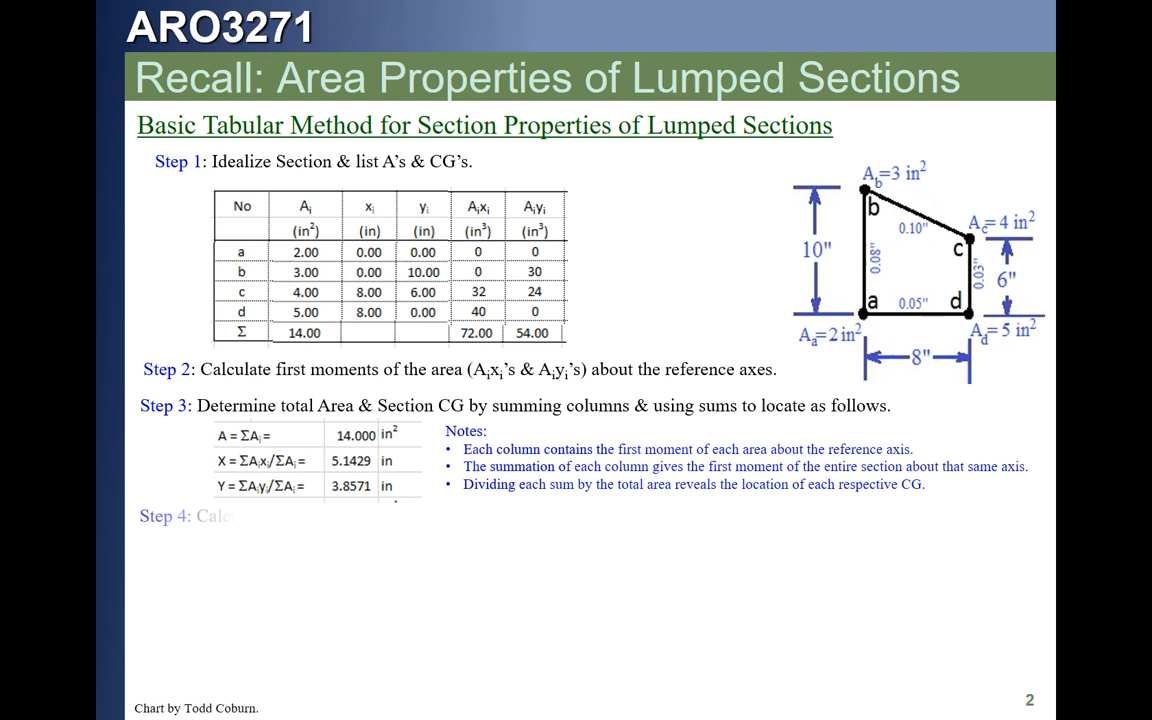 ARO3271
Recall: Area Properties of Lumped Sections
Basic Tabular Method for Section Properties of Lumped Sections
Step 1: Idealize Section & list A's & CG's.
No Aᵢ xᵢ yᵢ Aᵢxᵢ Aᵢyᵢ
(in²) (in) (in) (in³) (in³)
a 2.00 0.00 0.00 0 0
b 3.00 0.00 10.00 0 30
c 4.00 8.00 6.00 32 24
d 5.00 8.00 0.00 40 0
Σ 14.00 72.00 54.00
A_b=3 in²
b
0.10"
A_c=4 in²
c
10"
0.08"
0.03"
6"
a
0.05"
d
A_a=2 in²
A_d=5 in²
8"
Step 2: Calculate first moments of the area (Aᵢxᵢ's & Aᵢyᵢ's) about the reference axes.
Step 3: Determine total Area & Section CG by summing columns & using sums to locate as follows.
A = ΣAᵢ= 14.000 in²
X = ΣAᵢxᵢ/ΣAᵢ= 5.1429 in
Y = ΣAᵢyᵢ/ΣAᵢ= 3.8571 in
Notes:
• Each column contains the first moment of each area about the reference axis.
• The summation of each column gives the first moment of the entire section about that same axis.
• Dividing each sum by the total area reveals the location of each respective CG.
Step 4: Calc
Chart by Todd Coburn.
2